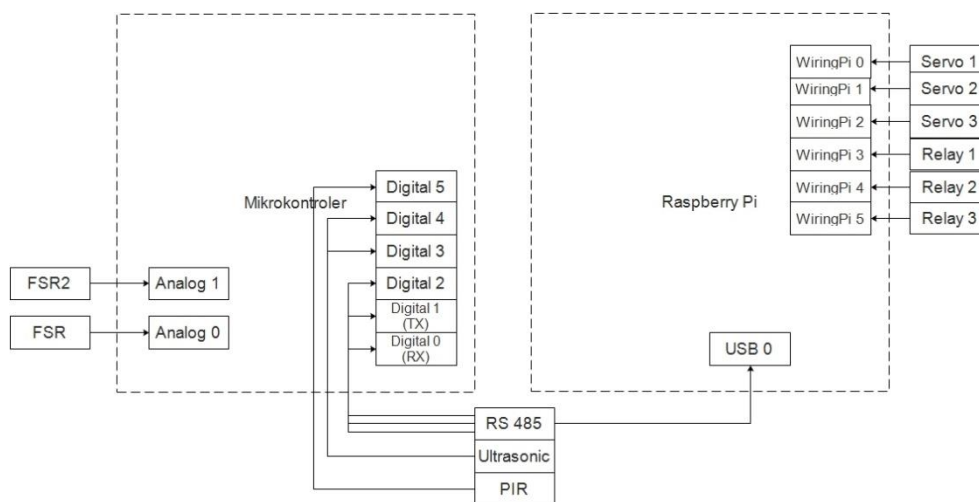 WiringPi 0
Servo 1
WiringPi 1
Servo 2
WiringPi 2
Servo 3
WiringPi 3
Relay 1
WiringPi 4
Relay 2
WiringPi 5
Relay 3
Mikrokontroler
Raspberry Pi
Digital 5
Digital 4
Digital 3
Digital 2
Digital 1
(TX)
Digital 0
(RX)
FSR2
Analog 1
FSR
Analog 0
USB 0
RS 485
Ultrasonic
PIR